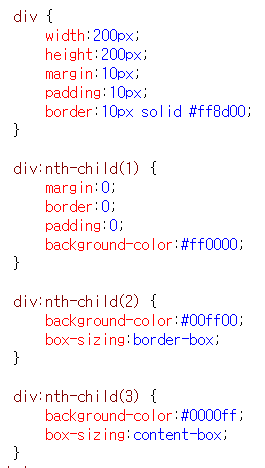 div {
    width:200px;
    height:200px;
    margin:10px;
    padding:10px;
    border:10px solid #ff8d00;
}

div:nth-child(1) {
    margin:0;
    border:0;
    padding:0;
    background-color:#ff0000;
}

div:nth-child(2) {
    background-color:#00ff00;
    box-sizing:border-box;
}

div:nth-child(3) {
    background-color:#0000ff;
    box-sizing:content-box;
}